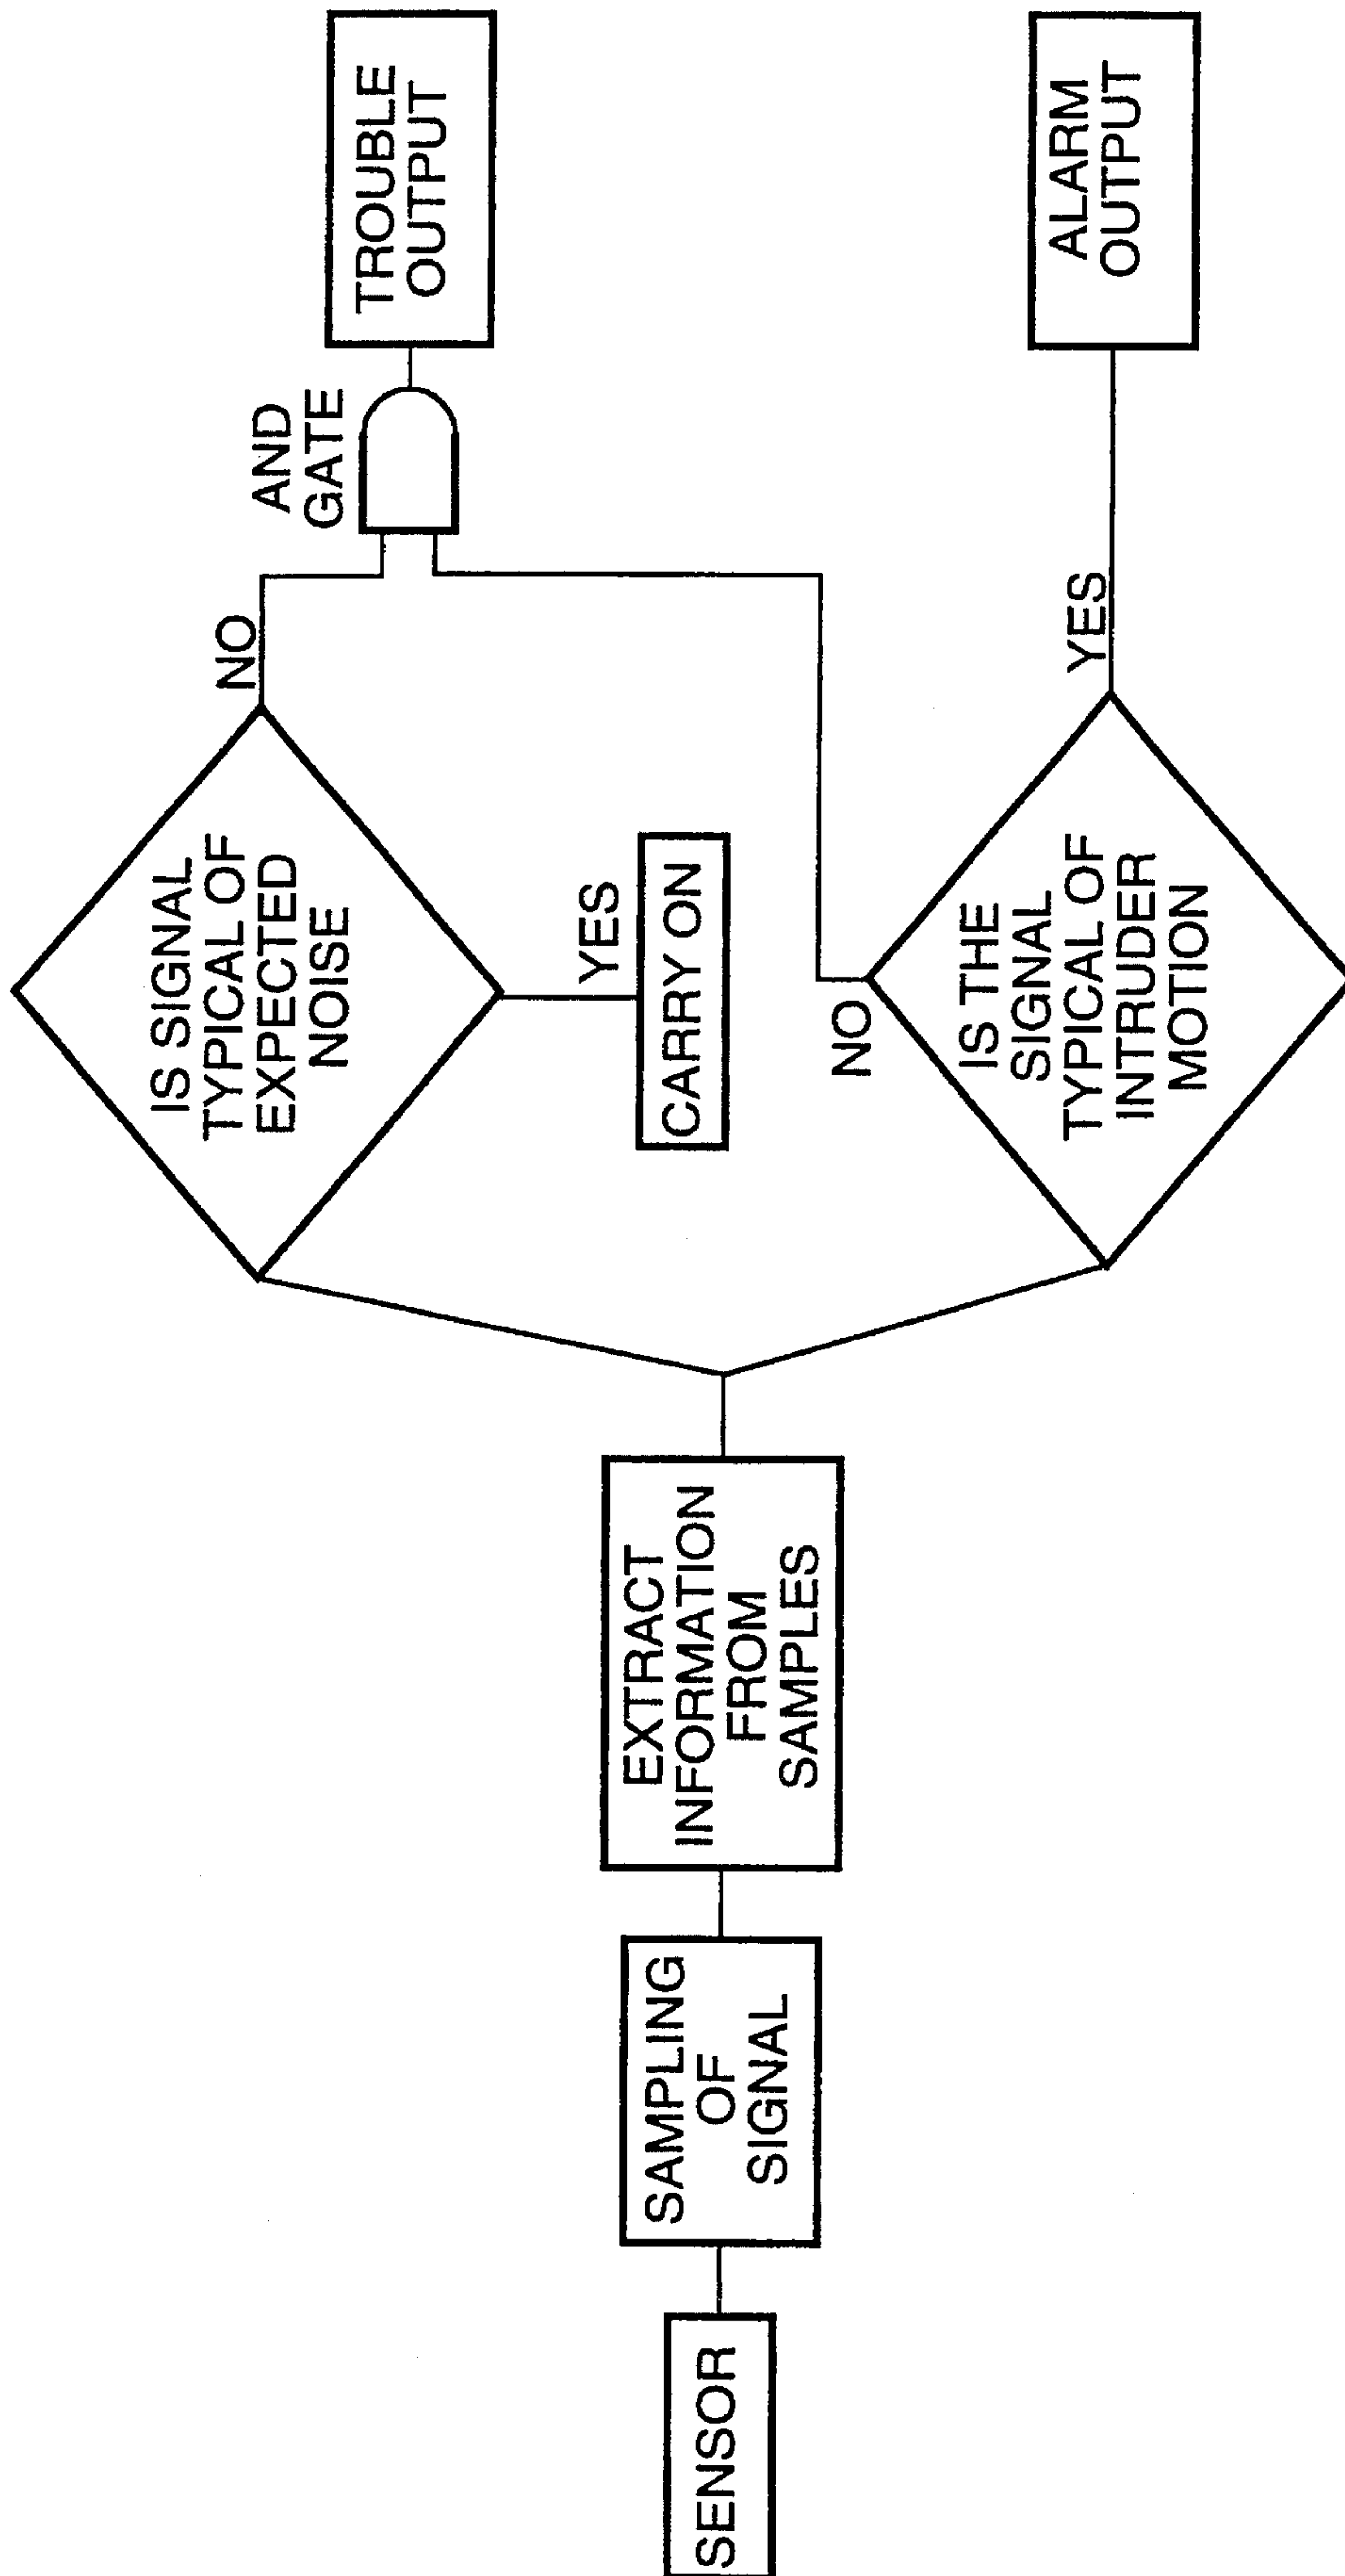 SENSOR
SAMPLING
OF
SIGNAL
EXTRACT
INFORMATION
FROM
SAMPLES
IS SIGNAL
TYPICAL OF
EXPECTED
NOISE
NO
YES
CARRY ON
AND
GATE
TROUBLE
OUTPUT
IS THE
SIGNAL
TYPICAL OF
INTRUDER
MOTION
NO
YES
ALARM
OUTPUT